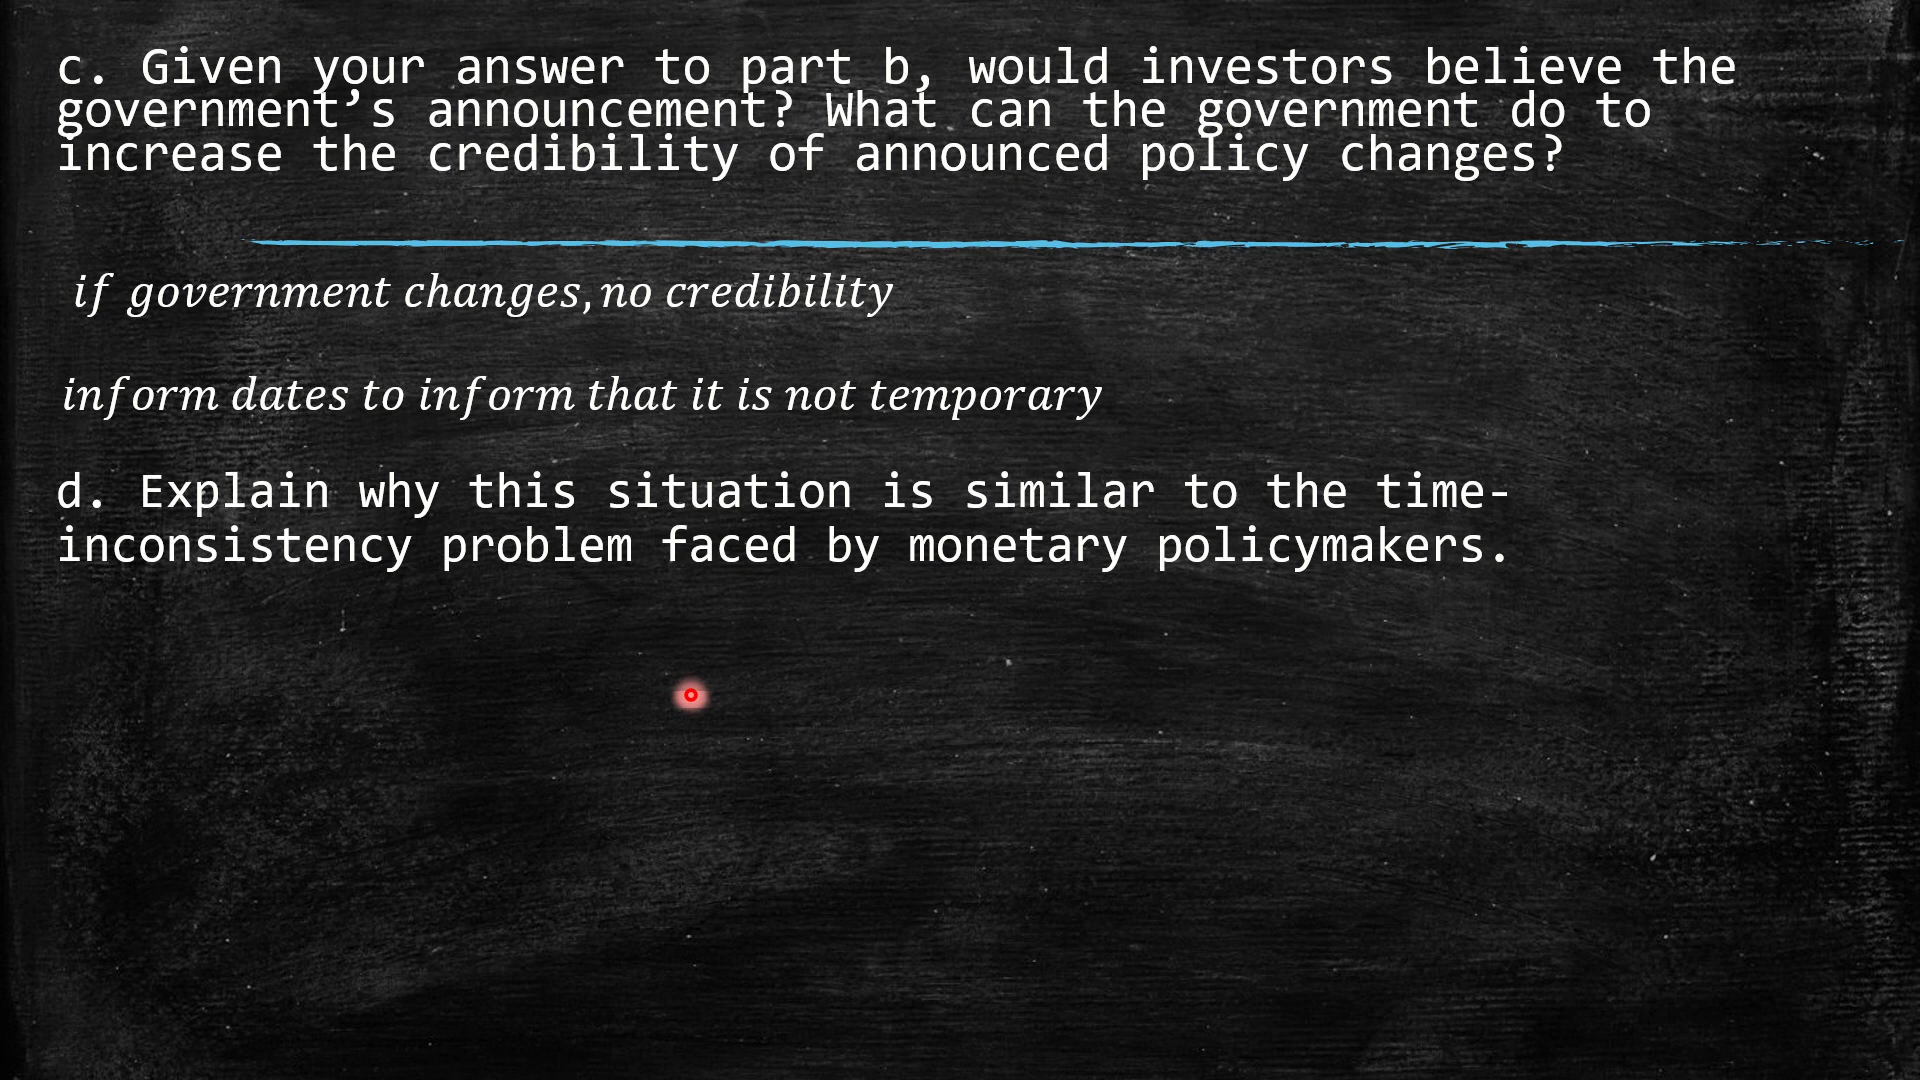 c. Given your answer to part b, would investors believe the
government’s announcement? What can the government do to
increase the credibility of announced policy changes?
if government changes, no credibility
inform dates to inform that it is not temporary
d. Explain why this situation is similar to the time-
inconsistency problem faced by monetary policymakers.